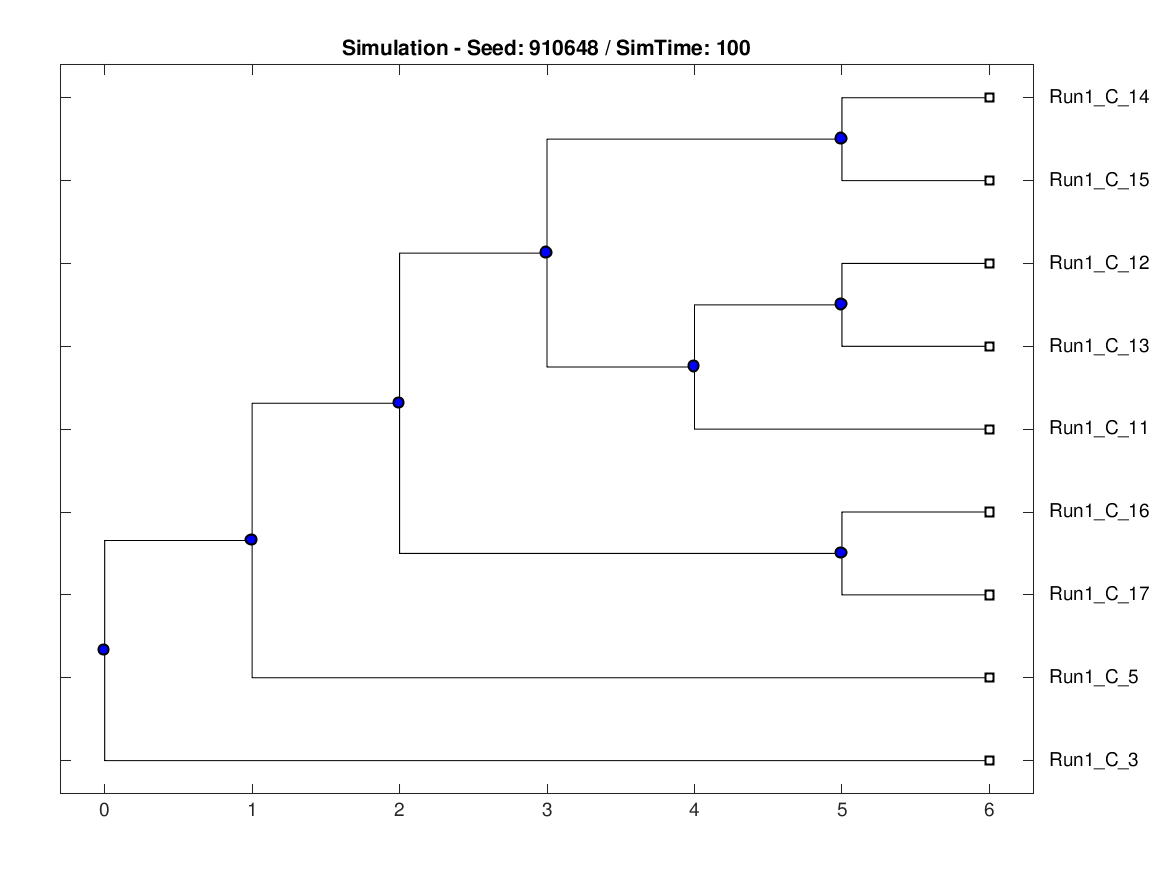 Simulation - Seed: 910648 / SimTime: 100
Run1_C_14
Run1_C_15
Run1_C_12
Run1_C_13
Run1_C_11
Run1_C_16
Run1_C_17
Run1_C_5
Run1_C_3
0 1 2 3 4 5 6